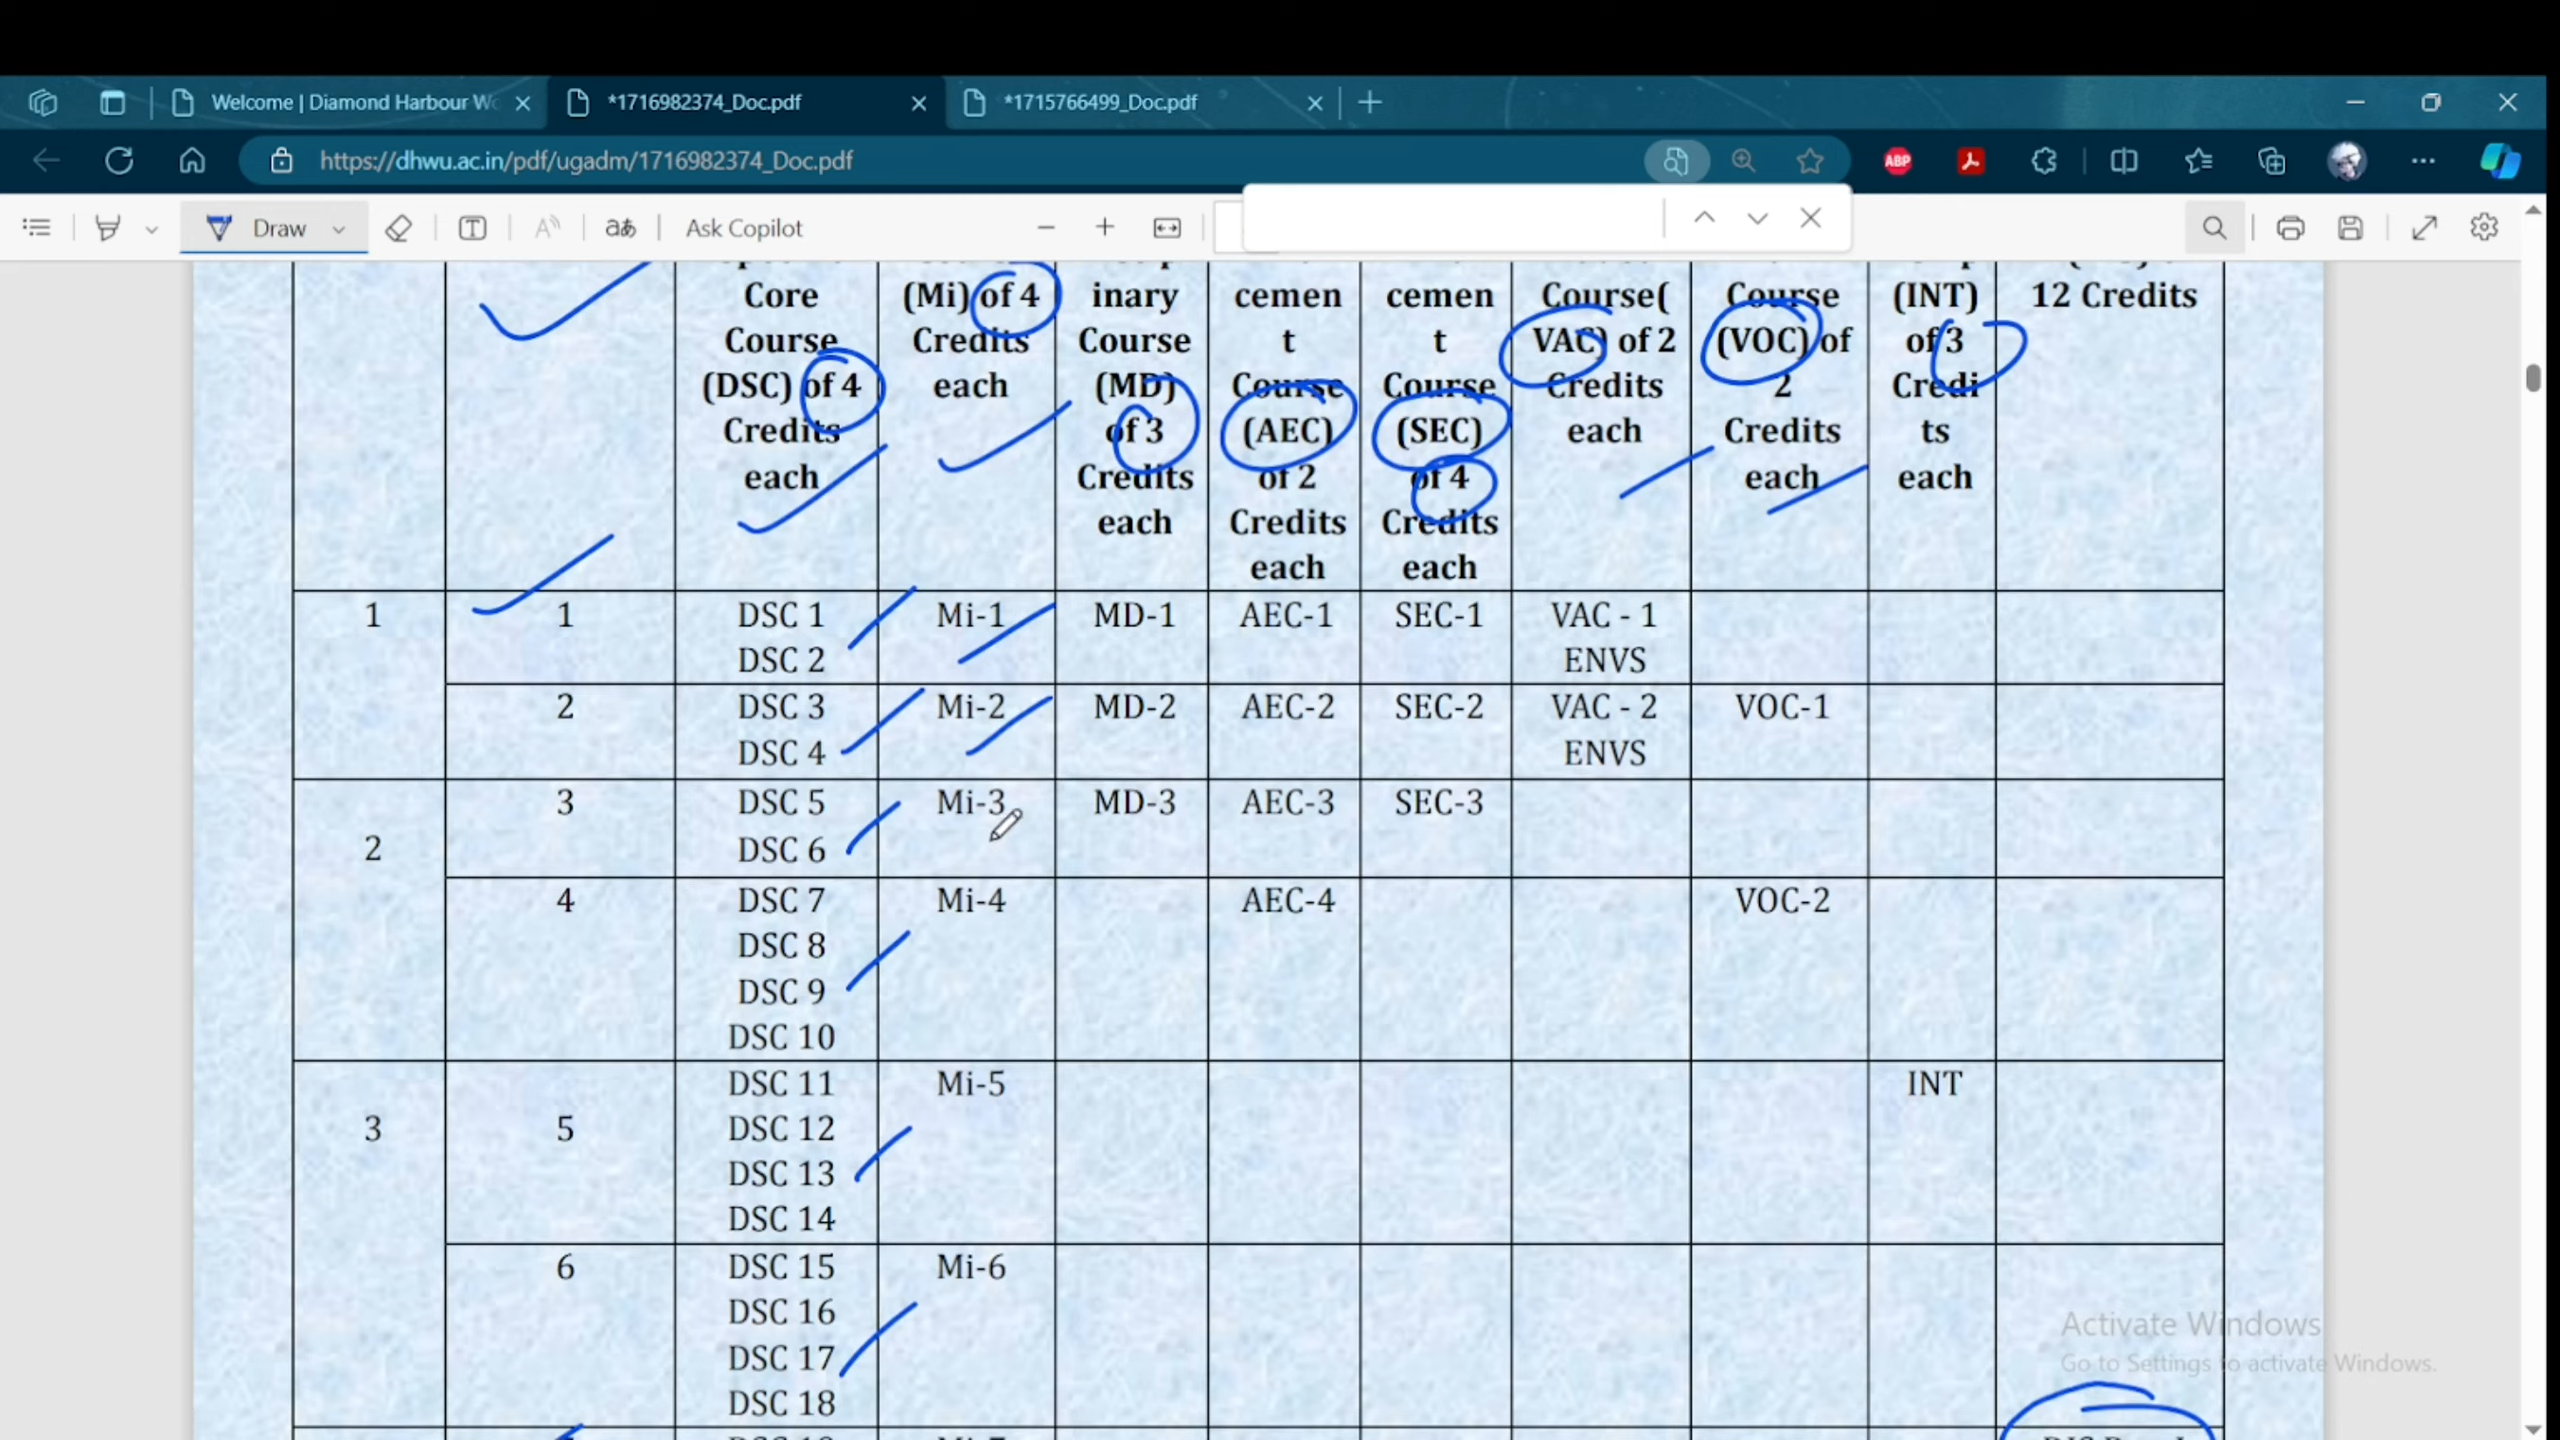 Welcome | Diamond Harbour Wo
*1716982374_Doc.pdf
*1715766499_Doc.pdf
https://dhwu.ac.in/pdf/ugadm/1716982374_Doc.pdf
ABP
Draw
Ask Copilot
Core Course (DSC) of 4 Credits each
(Mi) of 4 Credits each
inary Course (MD) of 3 Credits each
cemen t Course (AEC) of 2 Credits each
cemen t Course (SEC) of 4 Credits each
Course( VAC) of 2 Credits each
Course (VOC) of 2 Credits each
(INT) of 3 Credi ts each
12 Credits
1 1 DSC 1 Mi-1 MD-1 AEC-1 SEC-1 VAC - 1
DSC 2 ENVS
2 DSC 3 Mi-2 MD-2 AEC-2 SEC-2 VAC - 2 VOC-1
DSC 4 ENVS
3 DSC 5 Mi-3 MD-3 AEC-3 SEC-3
2 DSC 6
4 DSC 7 Mi-4 AEC-4 VOC-2
DSC 8
DSC 9
DSC 10
DSC 11 Mi-5 INT
3 5 DSC 12
DSC 13
DSC 14
6 DSC 15 Mi-6
DSC 16
DSC 17
DSC 18
Activate Windows
Go to Settings to activate Windows.